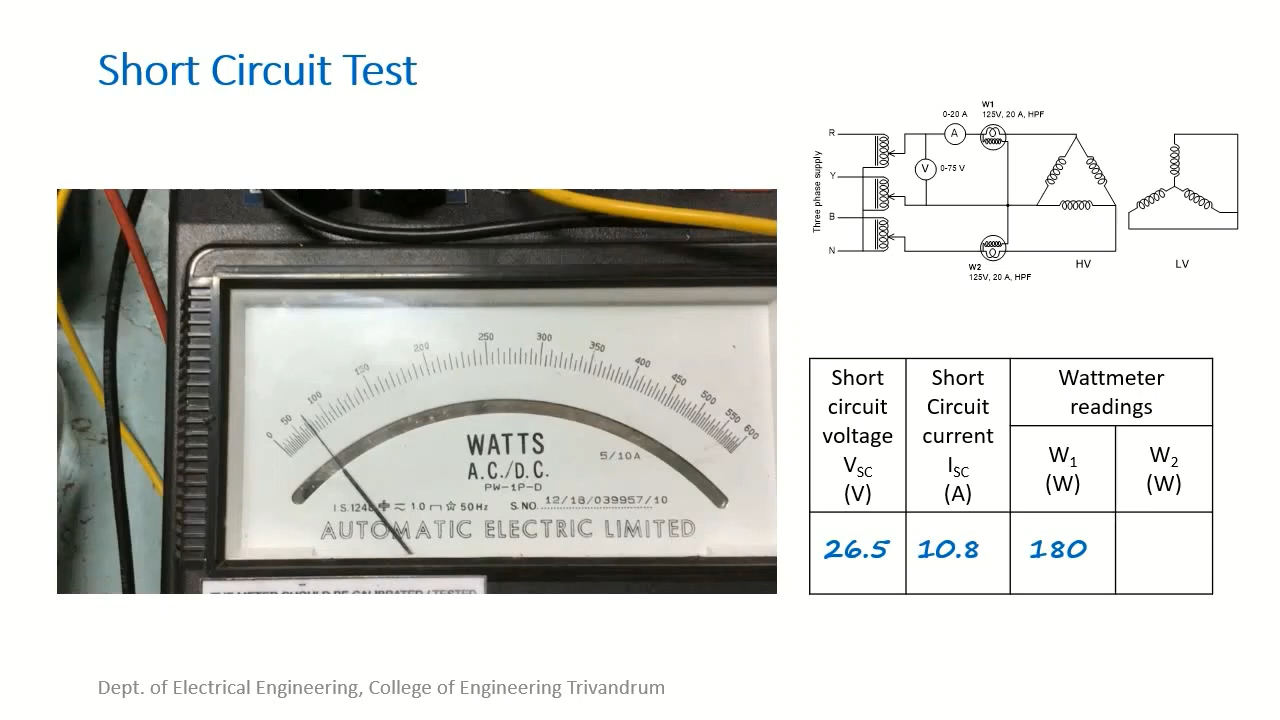 Short Circuit Test
W1
0-20 A
125V, 20 A, HPF
R
A
Three phase supply
V
0-75 V
Y
B
N
W2
125V, 20 A, HPF
HV
LV
0 50 100 150 200 250 300 350 400 450 500 550 600
WATTS
A.C./D.C.
5/10A
PW-1P-D
I.S.1248 1.0 50Hz S.NO. 12/18/039957/10
AUTOMATIC ELECTRIC LIMITED
Short circuit voltage VSC (V)
Short Circuit current ISC (A)
Wattmeter readings
W1 (W)
W2 (W)
26.5 10.8 180
Dept. of Electrical Engineering, College of Engineering Trivandrum